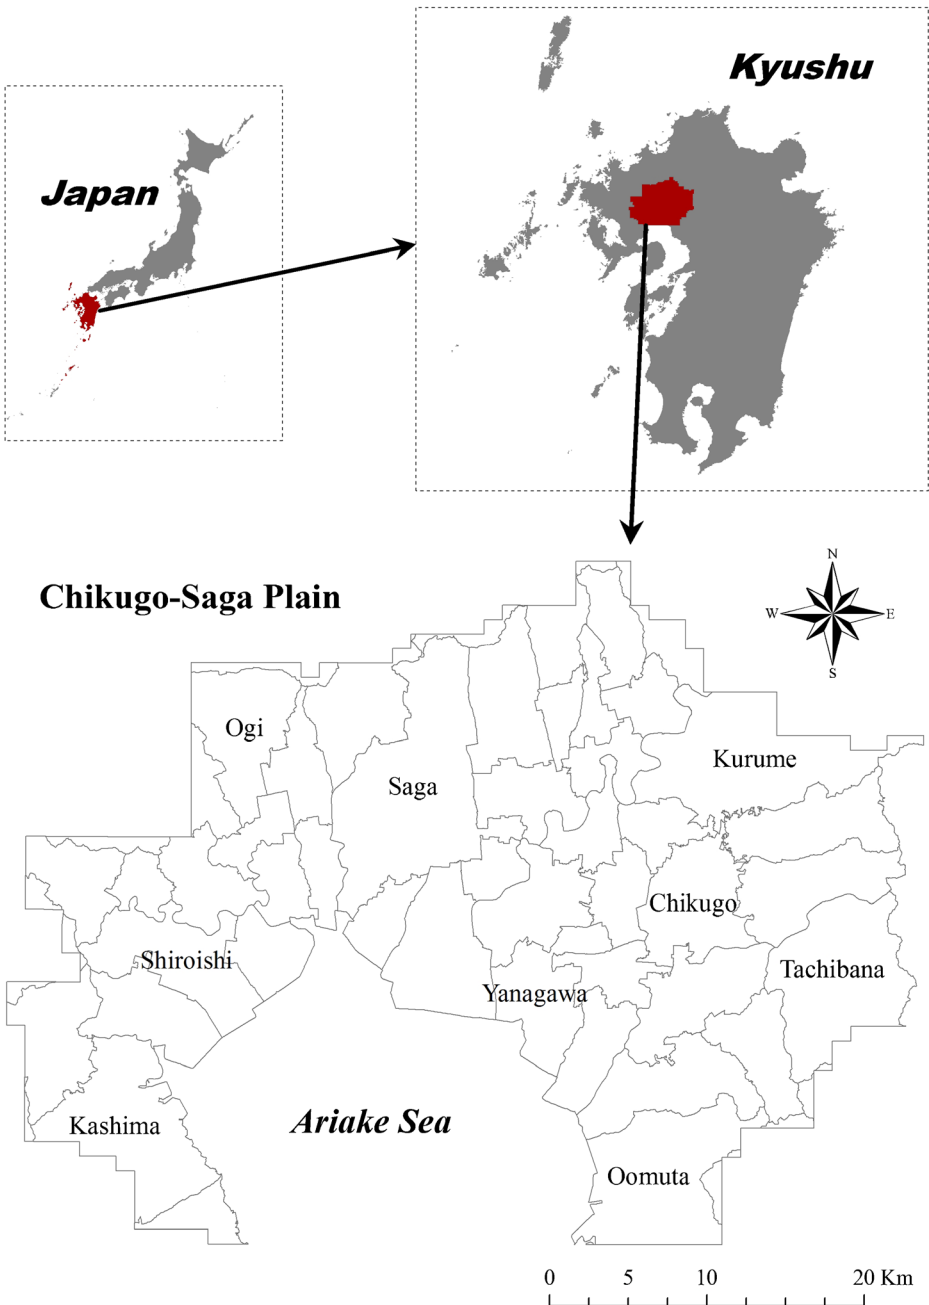 Kyushu
Japan
N
W
E
S
Chikugo-Saga Plain
Ogi
Kurume
Saga
Chikugo
Shiroishi
Tachibana
Yanagawa
Ariake Sea
Kashima
Oomuta
0 5 10 20 Km